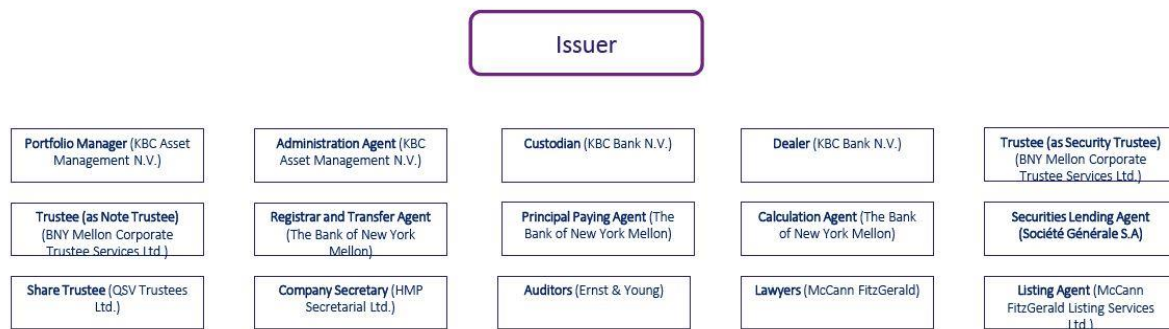 Issuer
Portfolio Manager (KBC Asset
Management N.V.)
Administration Agent (KBC
Asset Management N.V.)
Custodian (KBC Bank N.V.)
Dealer (KBC Bank N.V.)
Trustee (as Security Trustee)
(BNY Mellon Corporate
Trustee Services Ltd.)
Trustee (as Note Trustee)
(BNY Mellon Corporate
Trustee Services Ltd.)
Registrar and Transfer Agent
(The Bank of New York
Mellon)
Principal Paying Agent (The
Bank of New York Mellon)
Calculation Agent (The Bank
of New York Mellon)
Securities Lending Agent
(Société Générale S.A)
Share Trustee (QSV Trustees
Ltd.)
Company Secretary (HMP
Secretarial Ltd.)
Auditors (Ernst & Young)
Lawyers (McCann FitzGerald)
Listing Agent (McCann
FitzGerald Listing Services
Ltd.)